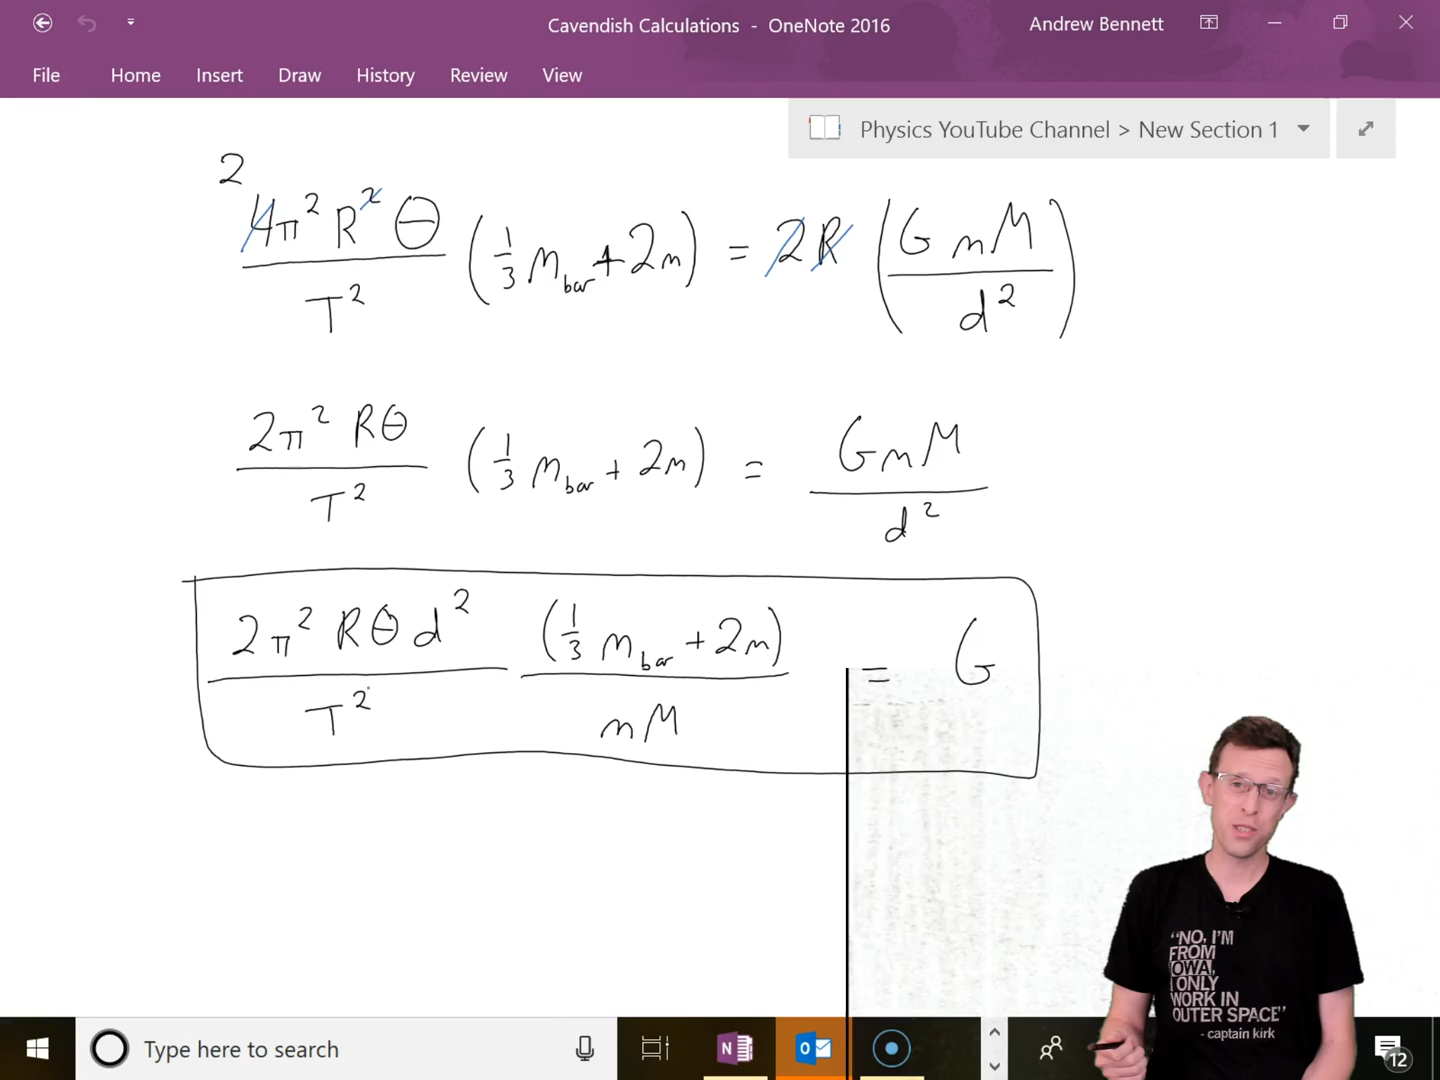 Cavendish Calculations - OneNote 2016
Andrew Bennett
File Home Insert Draw History Review View
Physics YouTube Channel > New Section 1
2
4π² R² θ / T² (1/3 m_bar + 2m) = 2R (G m M / d²)
2π² Rθ / T² (1/3 m_bar + 2m) = G m M / d²
2π² Rθ d² / T² (1/3 m_bar + 2m) / m M = G
"NO, I'M
FROM
IOWA,
I ONLY
WORK IN
OUTER SPACE"
- captain kirk
Type here to search
N
O
12